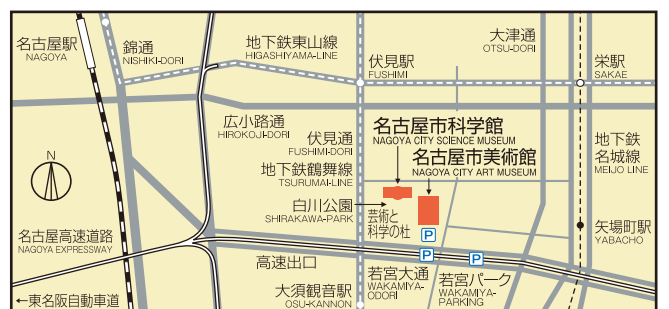 名古屋駅
NAGOYA
錦通
NISHIKI-DORI
地下鉄東山線
HIGASHIYAMA-LINE
伏見駅
FUSHIMI
大津通
OTSU-DORI
栄駅
SAKAE
広小路通
HIROKOJI-DORI
伏見通
FUSHIMI-DORI
名古屋市科学館
NAGOYA CITY SCIENCE MUSEUM
名古屋市美術館
NAGOYA CITY ART MUSEUM
地下鉄
名城線
MEIJO LINE
N
地下鉄鶴舞線
TSURUMAI-LINE
白川公園
SHIRAKAWA-PARK
芸術と
科学の杜
P
矢場町駅
YABACHO
名古屋高速道路
NAGOYA EXPRESSWAY
高速出口
P
P
若宮大通
WAKAMIYA-
ODORI
若宮パーク
WAKAMIYA-
PARKING
大須観音駅
OSU-KANNON
←東名阪自動車道